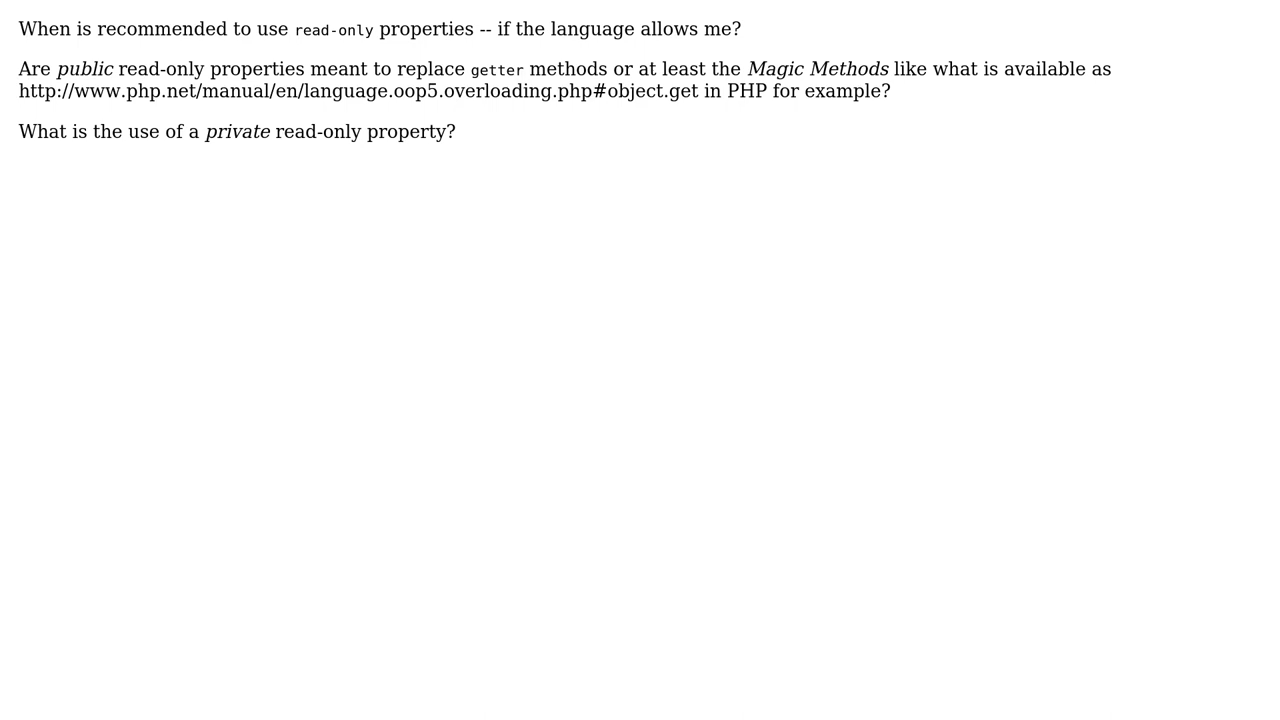 When is recommended to use read-only properties -- if the language allows me?
Are public read-only properties meant to replace getter methods or at least the Magic Methods like what is available as
http://www.php.net/manual/en/language.oop5.overloading.php#object.get in PHP for example?
What is the use of a private read-only property?